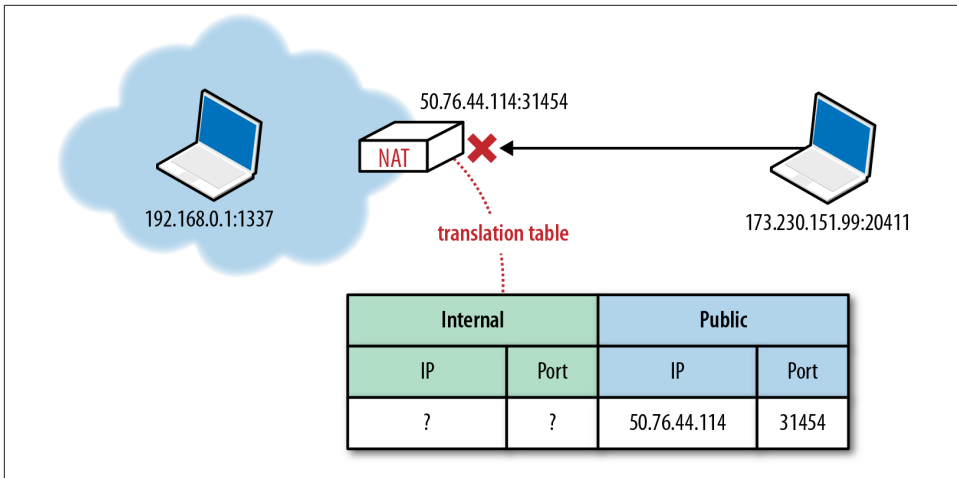 50.76.44.114:31454
NAT
192.168.0.1:1337
173.230.151.99:20411
translation table
Internal Public
IP Port IP Port
? ? 50.76.44.114 31454